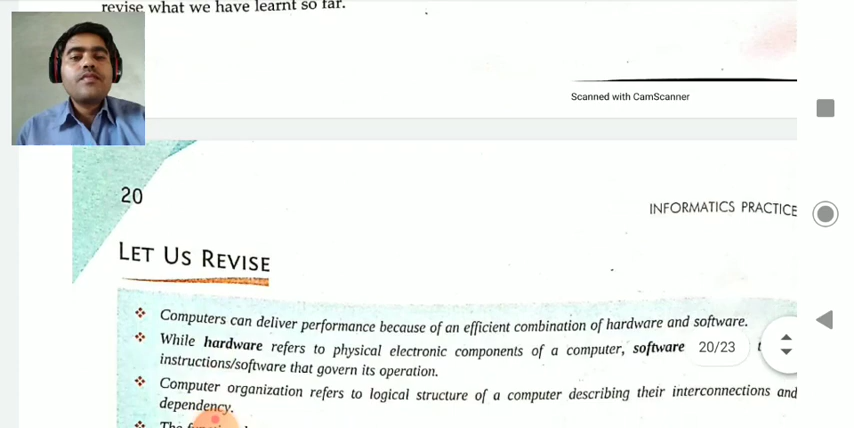 revise what we have learnt so far.
Scanned with CamScanner
20
INFORMATICS PRACTICE
LET US REVISE
❖ Computers can deliver performance because of an efficient combination of hardware and software.
❖ While hardware refers to physical electronic components of a computer, software 20/23
instructions/software that govern its operation.
❖ Computer organization refers to logical structure of a computer describing their interconnections and
dependency.
❖ The